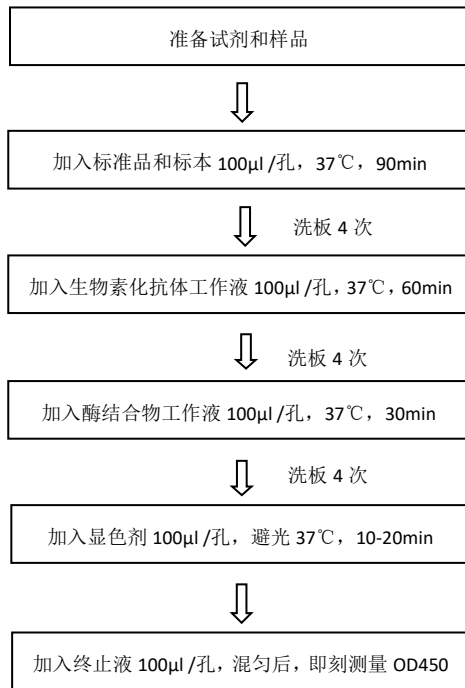 准备试剂和样品
加入标准品和标本 100μl /孔，37℃，90min
洗板 4 次
加入生物素化抗体工作液 100μl /孔，37℃，60min
洗板 4 次
加入酶结合物工作液 100μl /孔，37℃，30min
洗板 4 次
加入显色剂 100μl /孔，避光 37℃，10-20min
加入终止液 100μl /孔，混匀后，即刻测量 OD450